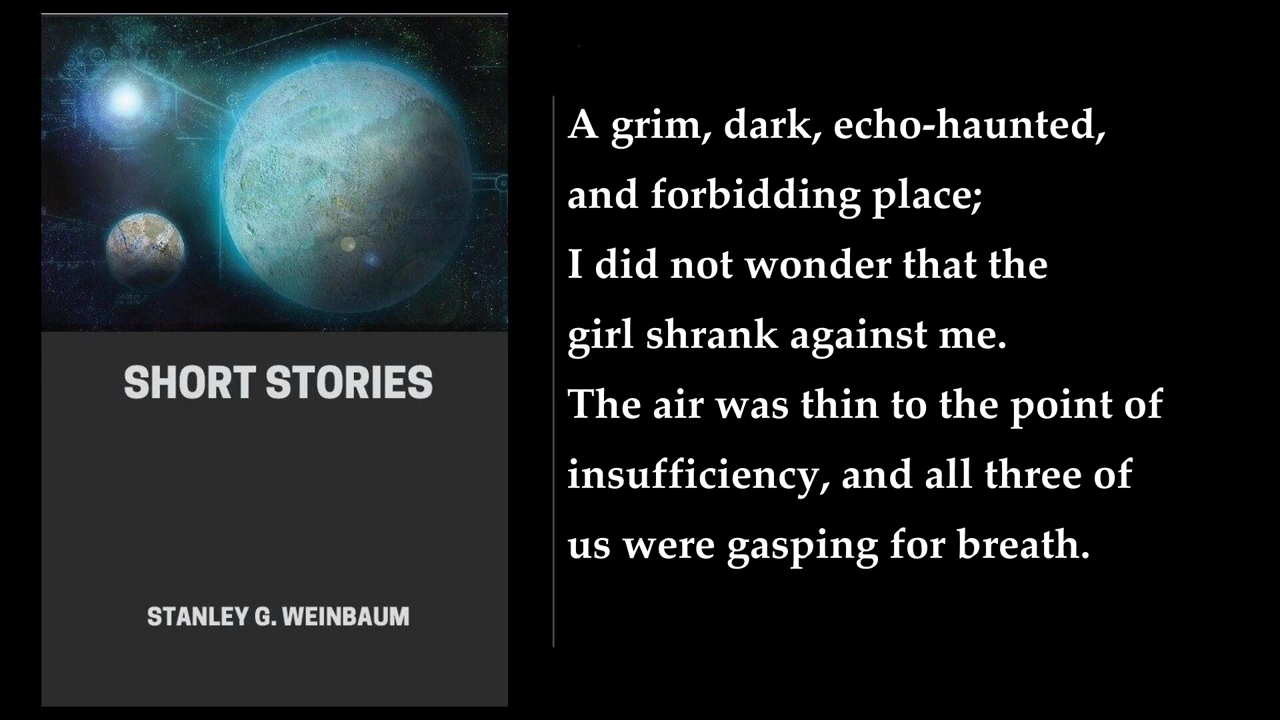 SHORT STORIES
STANLEY G. WEINBAUM
A grim, dark, echo-haunted,
and forbidding place;
I did not wonder that the
girl shrank against me.
The air was thin to the point of
insufficiency, and all three of
us were gasping for breath.